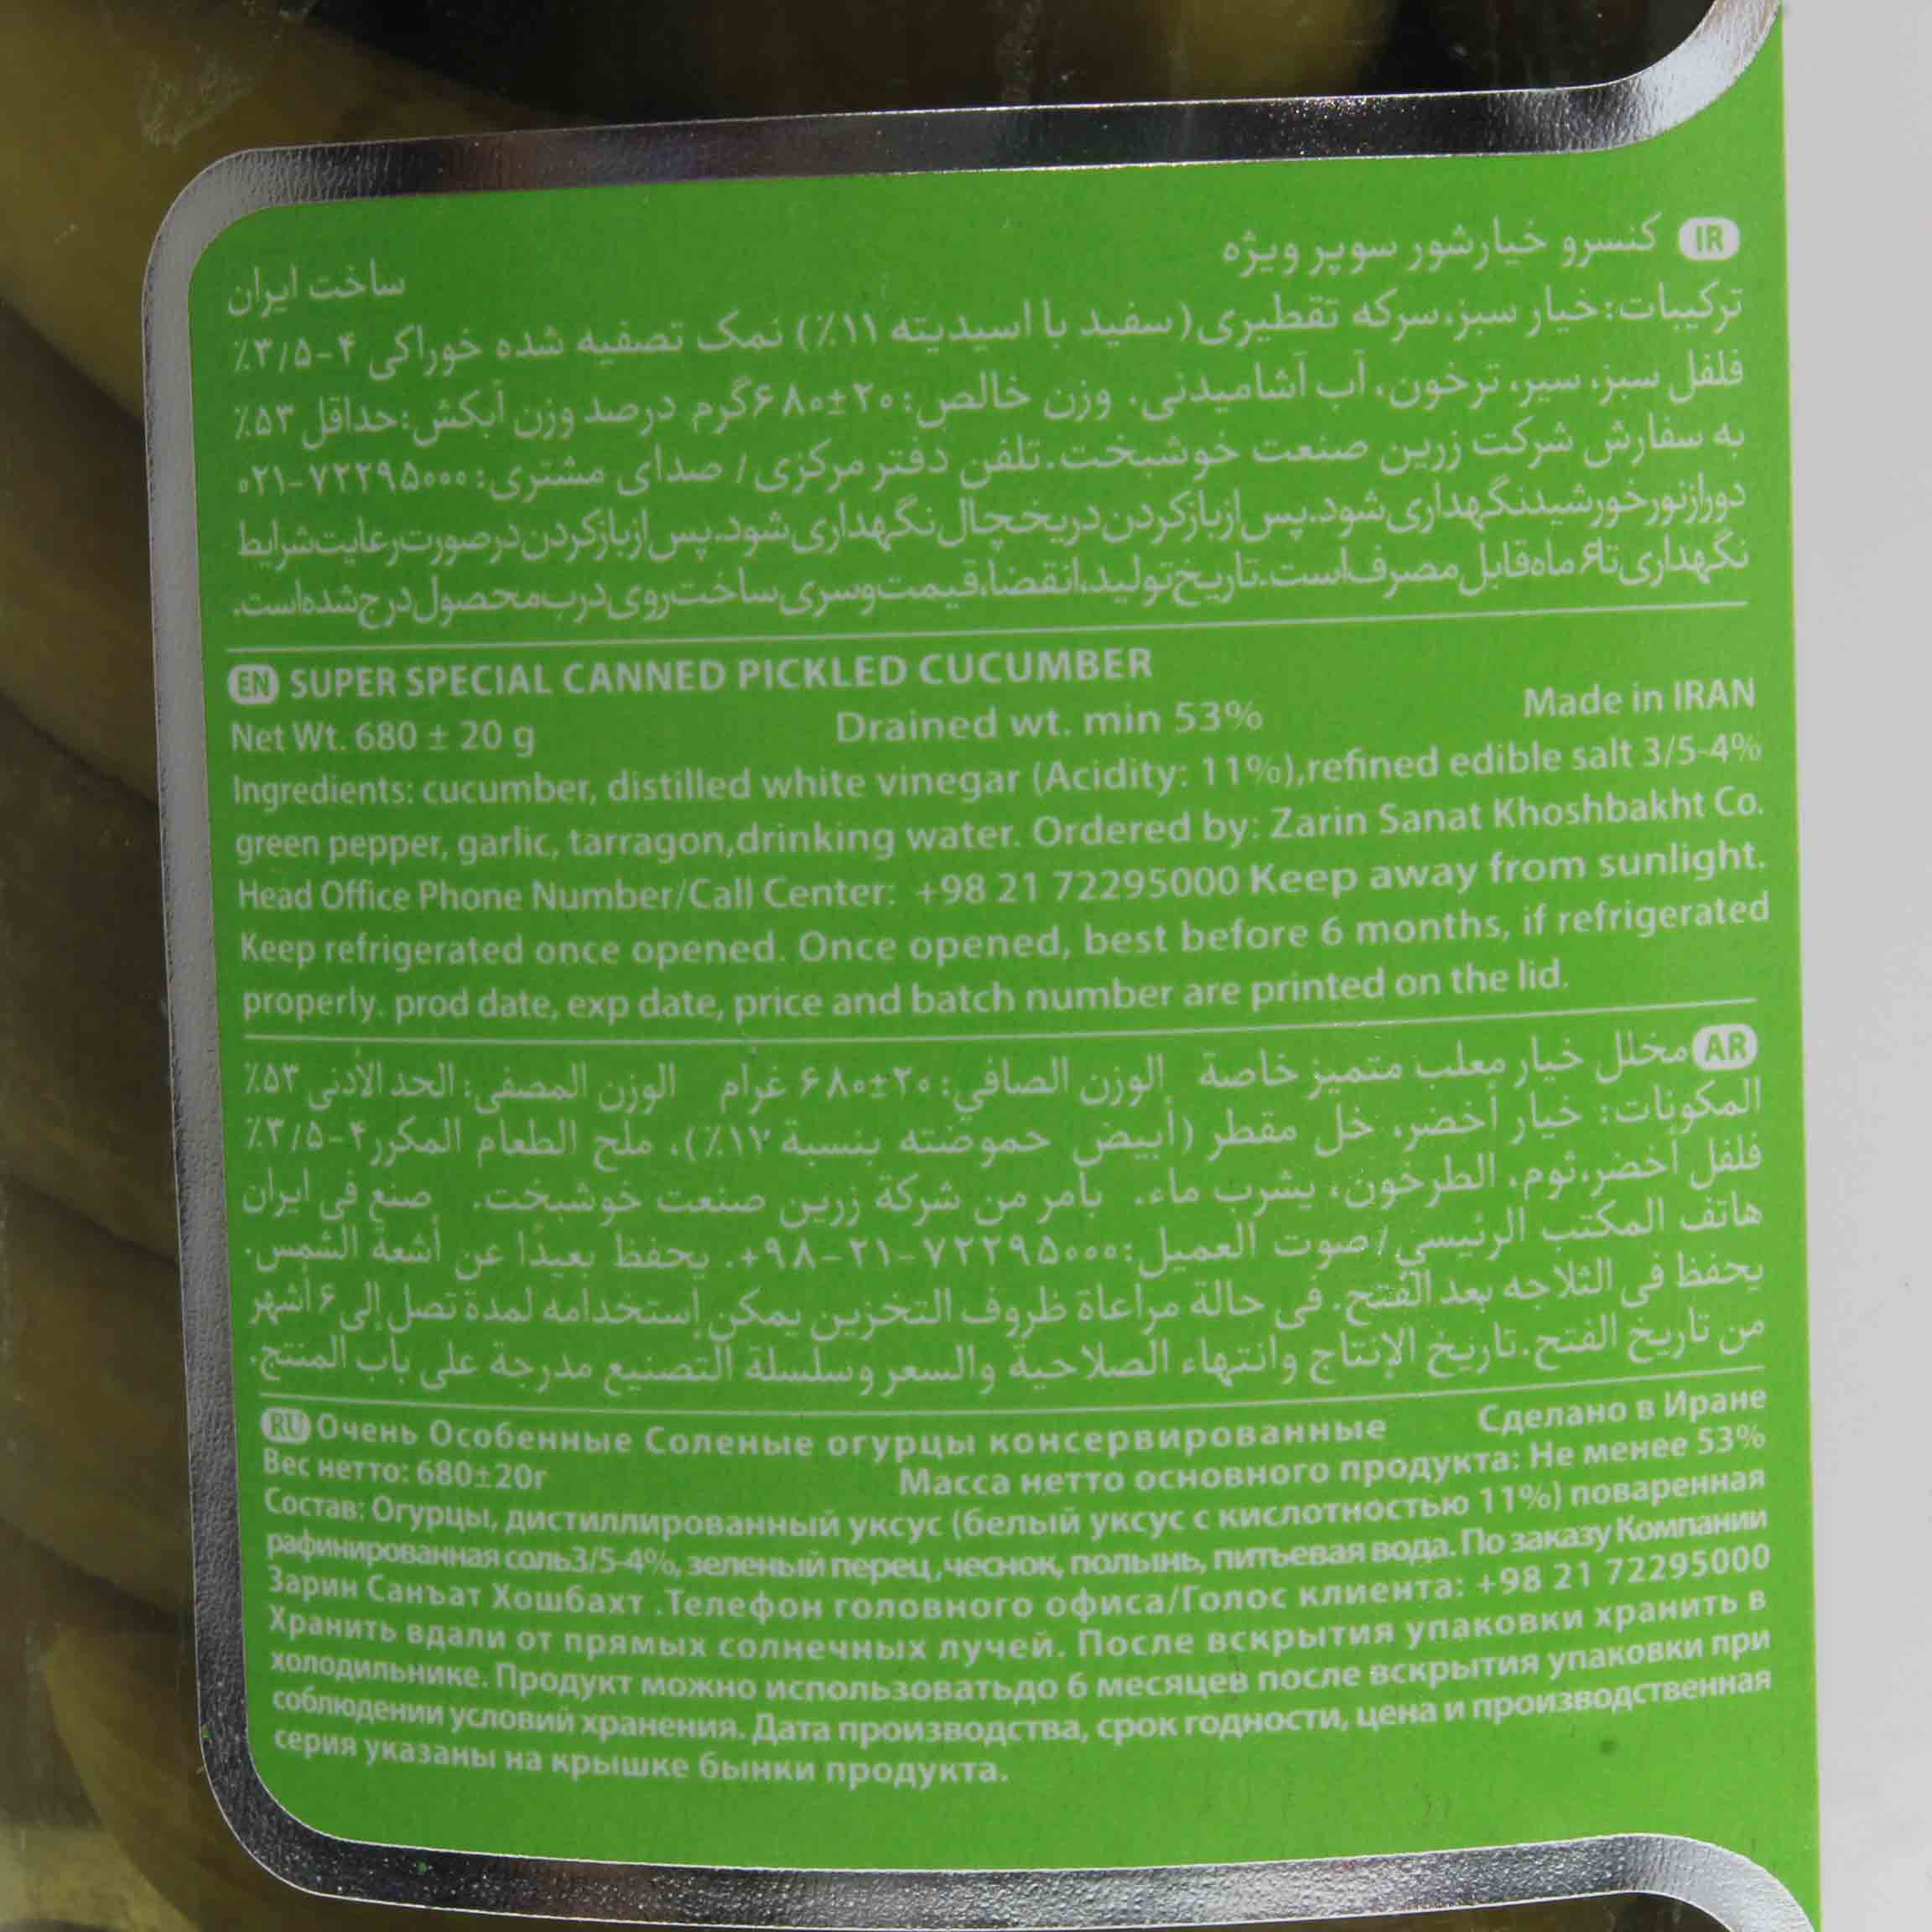 IR کنسرو خیارشور سوپر ویژه
ساخت ایران
ترکیبات: خیار سبز، سرکه تقطیری (سفید با اسیدیته ۱۱٪) نمک تصفیه شده خوراکی ۴-۳/۵٪
فلفل سبز، سیر، ترخون، آب آشامیدنی. وزن خالص: ۲۰±۶۸۰گرم درصد وزن آبکش: حداقل ۵۳٪
به سفارش شرکت زرین صنعت خوشبخت. تلفن دفتر مرکزی / صدای مشتری: ۷۲۲۹۵۰۰۰-۰۲۱
دور از نور خورشید نگهداری شود. پس از باز کردن در یخچال نگهداری شود. پس از باز کردن در صورت رعایت شرایط
نگهداری تا ۶ ماه قابل مصرف است. تاریخ تولید، انقضا، قیمت و سری ساخت روی درب محصول درج شده است.
EN SUPER SPECIAL CANNED PICKLED CUCUMBER
Net Wt. 680 ± 20 g Drained wt. min 53% Made in IRAN
Ingredients: cucumber, distilled white vinegar (Acidity: 11%),refined edible salt 3/5-4%
green pepper, garlic, tarragon,drinking water. Ordered by: Zarin Sanat Khoshbakht Co.
Head Office Phone Number/Call Center: +98 21 72295000 Keep away from sunlight.
Keep refrigerated once opened. Once opened, best before 6 months, if refrigerated
properly. prod date, exp date, price and batch number are printed on the lid.
AR مخلل خيار معلب متميز خاصة الوزن الصافي: ۲۰±۶۸۰ غرام الوزن المصفى: الحد الأدنى ۵۳٪
المكونات: خيار أخضر، خل مقطر (أبيض حموضته بنسبة ۱۷٪)، ملح الطعام المكرر ۴-۳/۵٪
فلفل أخضر، ثوم، الطرخون، يشرب ماء. بأمر من شركة زرين صنعت خوشبخت. صنع في ايران
هاتف المكتب الرئيسي/ صوت العميل: ۷۲۲۹۵۰۰۰-۲۱-۹۸+. يحفظ بعيدًا عن أشعة الشمس.
يحفظ في الثلاجه بعد الفتح. في حالة مراعاة ظروف التخزين يمكن إستخدامه لمدة تصل إلى ۶ أشهر
من تاريخ الفتح. تاريخ الإنتاج وانتهاء الصلاحية والسعر وسلسلة التصنيع مدرجة على باب المنتج.
RU Очень Особенные Соленые огурцы консервированные Сделано в Иране
Вес нетто: 680±20г Масса нетто основного продукта: Не менее 53%
Состав: Огурцы, дистиллированный уксус (белый уксус с кислотностью 11%) поваренная
рафинированная соль3/5-4%, зеленый перец ,чеснок, полынь, питьевая вода. По заказу Компании
Зарин Санъат Хошбахт .Телефон головного офиса/Голос клиента: +98 21 72295000
Хранить вдали от прямых солнечных лучей. После вскрытия упаковки хранить в
холодильнике. Продукт можно использоватьдо 6 месяцев после вскрытия упаковки при
соблюдении условий хранения. Дата производства, срок годности, цена и производственная
серия указаны на крышке бынки продукта.